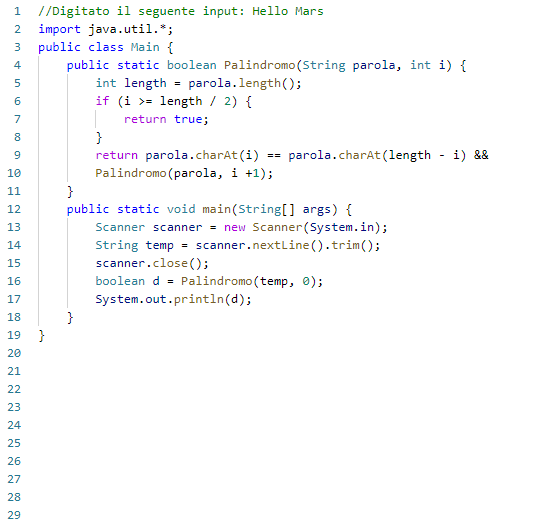 1 //Digitato il seguente input: Hello Mars
2 import java.util.*;
3 public class Main {
4 public static boolean Palindromo(String parola, int i) {
5 int length = parola.length();
6 if (i >= length / 2) {
7 return true;
8 }
9 return parola.charAt(i) == parola.charAt(length - i) &&
10 Palindromo(parola, i +1);
11 }
12 public static void main(String[] args) {
13 Scanner scanner = new Scanner(System.in);
14 String temp = scanner.nextLine().trim();
15 scanner.close();
16 boolean d = Palindromo(temp, 0);
17 System.out.println(d);
18 }
19 }
20
21
22
23
24
25
26
27
28
29